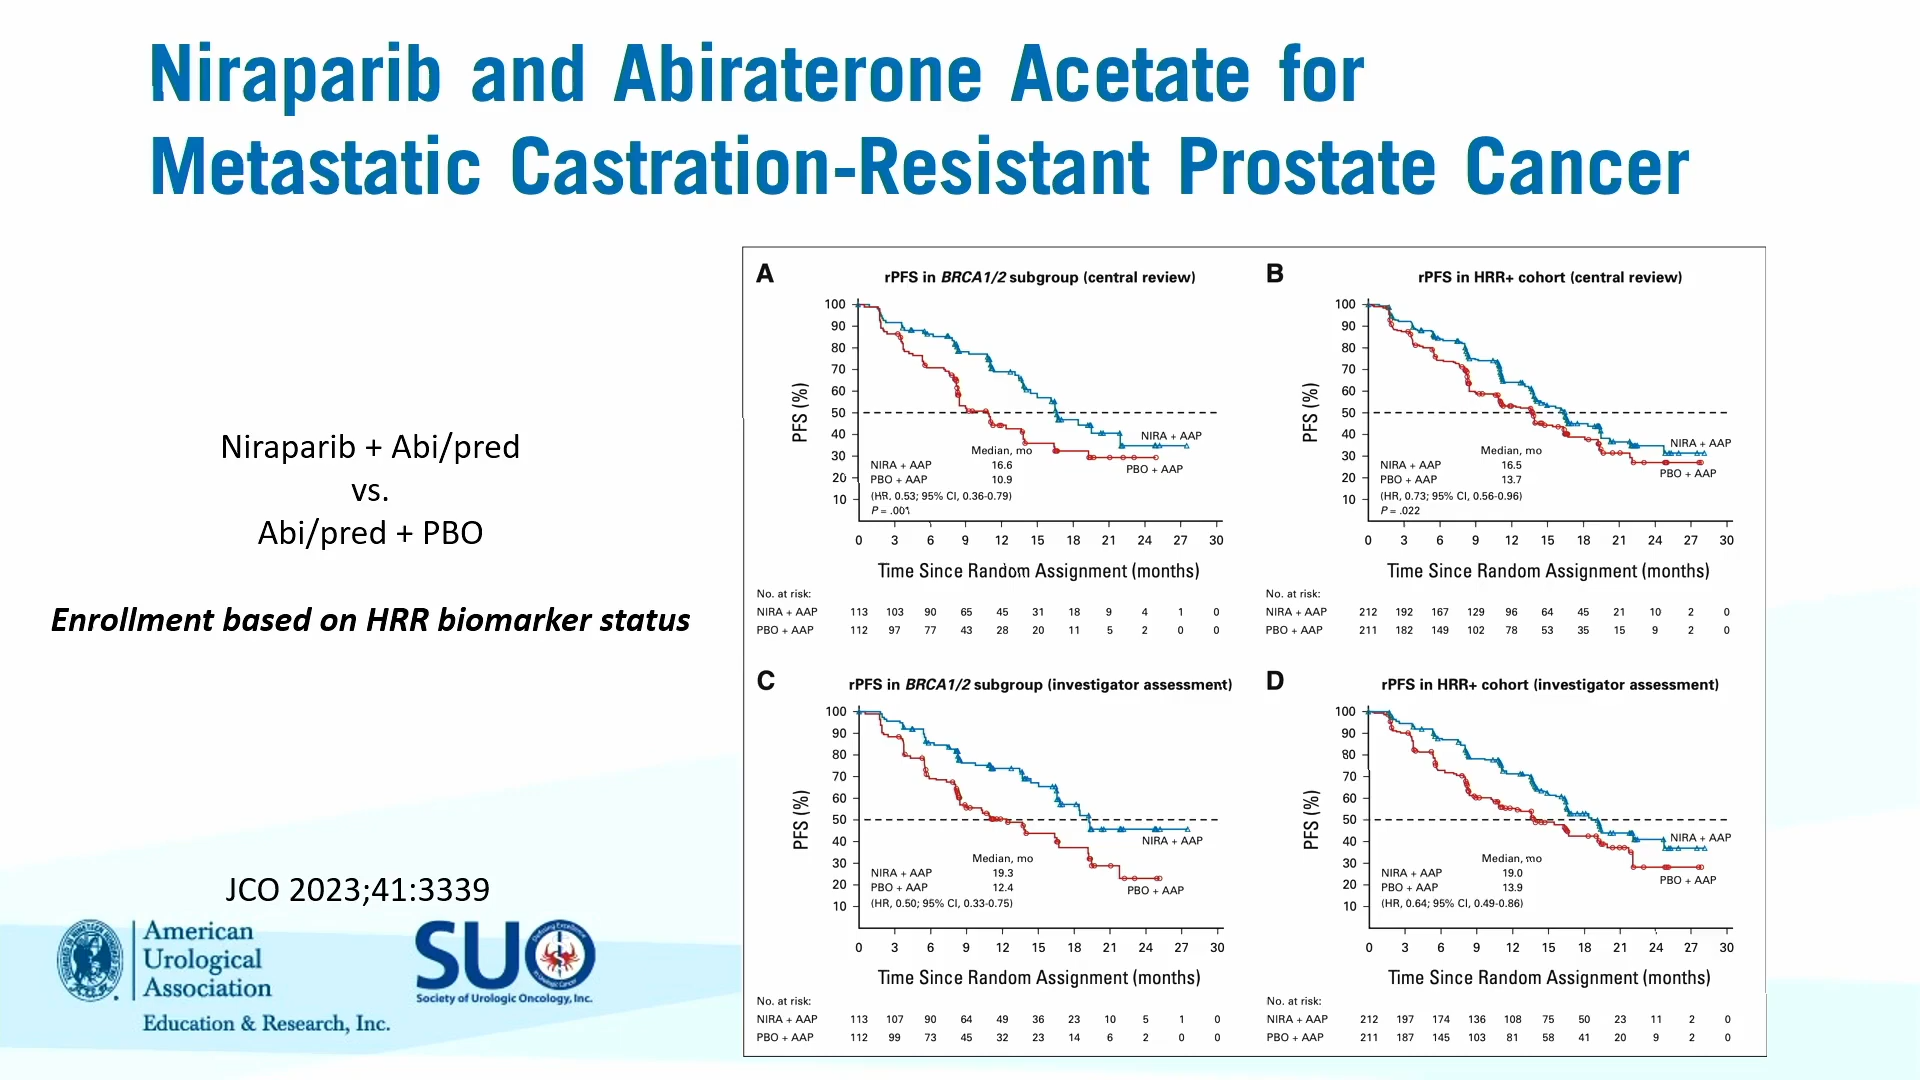 Niraparib and Abiraterone Acetate for
Metastatic Castration-Resistant Prostate Cancer
Niraparib + Abi/pred
vs.
Abi/pred + PBO
Enrollment based on HRR biomarker status
JCO 2023;41:3339
American
Urological
Association
Education & Research, Inc.
SUO
Society of Urologic Oncology, Inc.
A
rPFS in BRCA1/2 subgroup (central review)
PFS (%)
100
90
80
70
60
50
40
30
20
10
NIRA + AAP
PBO + AAP
Median, mo
NIRA + AAP 16.6
PBO + AAP 10.9
(HR, 0.53; 95% CI, 0.36-0.79)
P = .001
0 3 6 9 12 15 18 21 24 27 30
Time Since Random Assignment (months)
No. at risk:
NIRA + AAP 113 103 90 65 45 31 18 9 4 1 0
PBO + AAP 112 97 77 43 28 20 11 5 2 0 0
B
rPFS in HRR+ cohort (central review)
PFS (%)
100
90
80
70
60
50
40
30
20
10
NIRA + AAP
PBO + AAP
Median, mo
NIRA + AAP 16.5
PBO + AAP 13.7
(HR, 0.73; 95% CI, 0.56-0.96)
P = .022
0 3 6 9 12 15 18 21 24 27 30
Time Since Random Assignment (months)
No. at risk:
NIRA + AAP 212 192 167 129 96 64 45 21 10 2 0
PBO + AAP 211 182 149 102 78 53 35 15 9 2 0
C
rPFS in BRCA1/2 subgroup (investigator assessment)
PFS (%)
100
90
80
70
60
50
40
30
20
10
NIRA + AAP
PBO + AAP
Median, mo
NIRA + AAP 19.3
PBO + AAP 12.4
(HR, 0.50; 95% CI, 0.33-0.75)
0 3 6 9 12 15 18 21 24 27 30
Time Since Random Assignment (months)
No. at risk:
NIRA + AAP 113 107 90 64 49 36 23 10 5 1 0
PBO + AAP 112 99 73 45 32 23 14 6 2 0 0
D
rPFS in HRR+ cohort (investigator assessment)
PFS (%)
100
90
80
70
60
50
40
30
20
10
NIRA + AAP
PBO + AAP
Median, mo
NIRA + AAP 19.0
PBO + AAP 13.9
(HR, 0.64; 95% CI, 0.49-0.86)
0 3 6 9 12 15 18 21 24 27 30
Time Since Random Assignment (months)
No. at risk:
NIRA + AAP 212 197 174 136 108 75 50 23 11 2 0
PBO + AAP 211 187 145 103 81 58 41 20 9 2 0